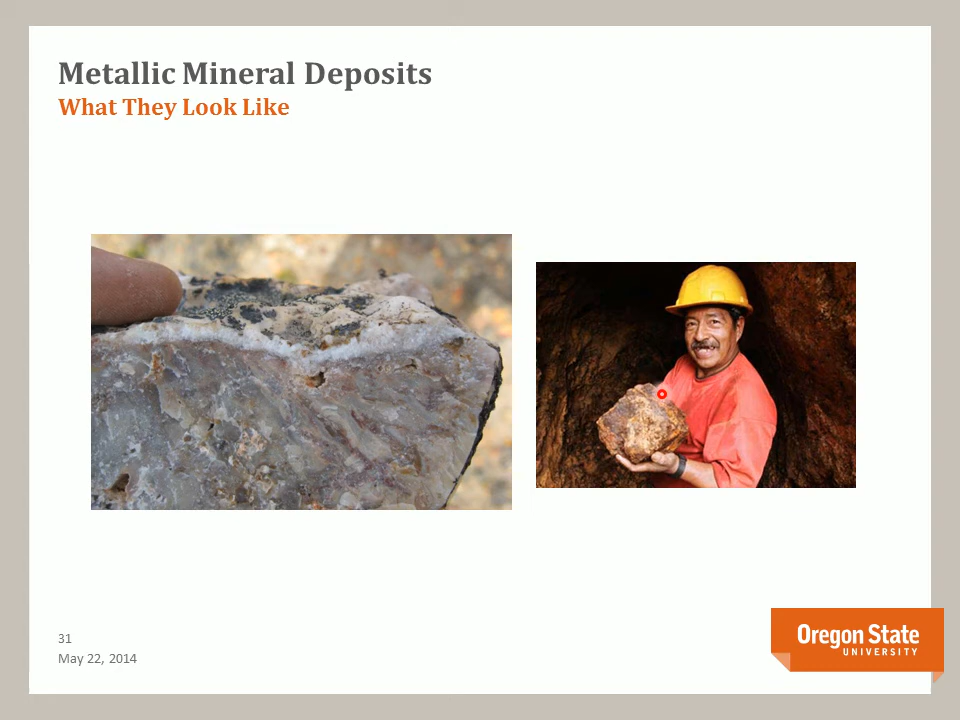 Metallic Mineral Deposits
What They Look Like
31
May 22, 2014
Oregon State
UNIVERSITY